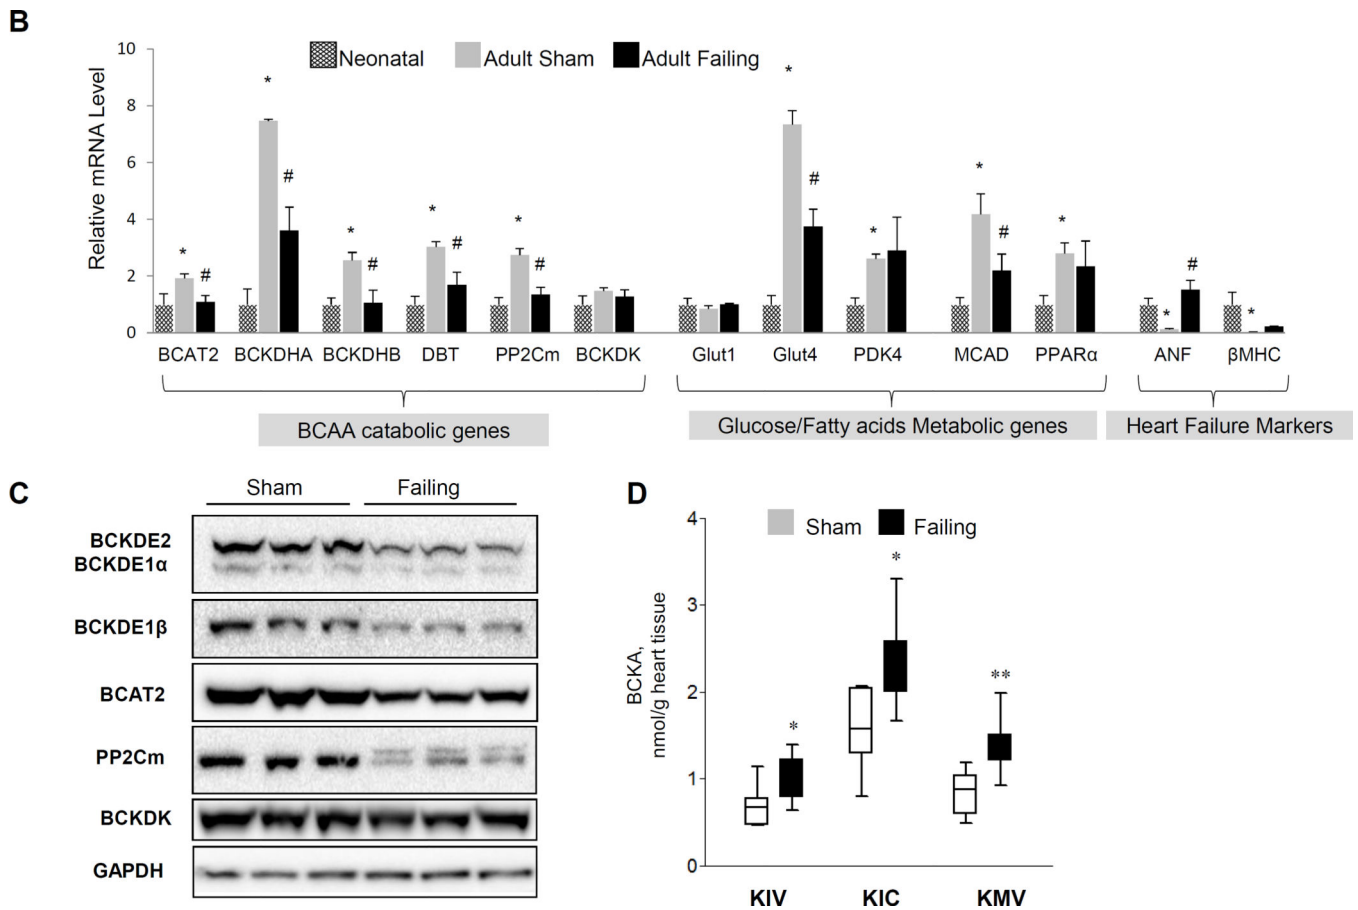 B
Neonatal Adult Sham Adult Failing
Relative mRNA Level
10
8
6
4
2
0
* # * # * # * # * # * # * * # * * # * #
BCAT2 BCKDHA BCKDHB DBT PP2Cm BCKDK Glut1 Glut4 PDK4 MCAD PPARα ANF βMHC
BCAA catabolic genes Glucose/Fatty acids Metabolic genes Heart Failure Markers
C
Sham Failing
BCKDE2
BCKDE1α
BCKDE1β
BCAT2
PP2Cm
BCKDK
GAPDH
D
Sham Failing
BCKA,
nmol/g heart tissue
4
3
2
1
0
* * **
KIV KIC KMV